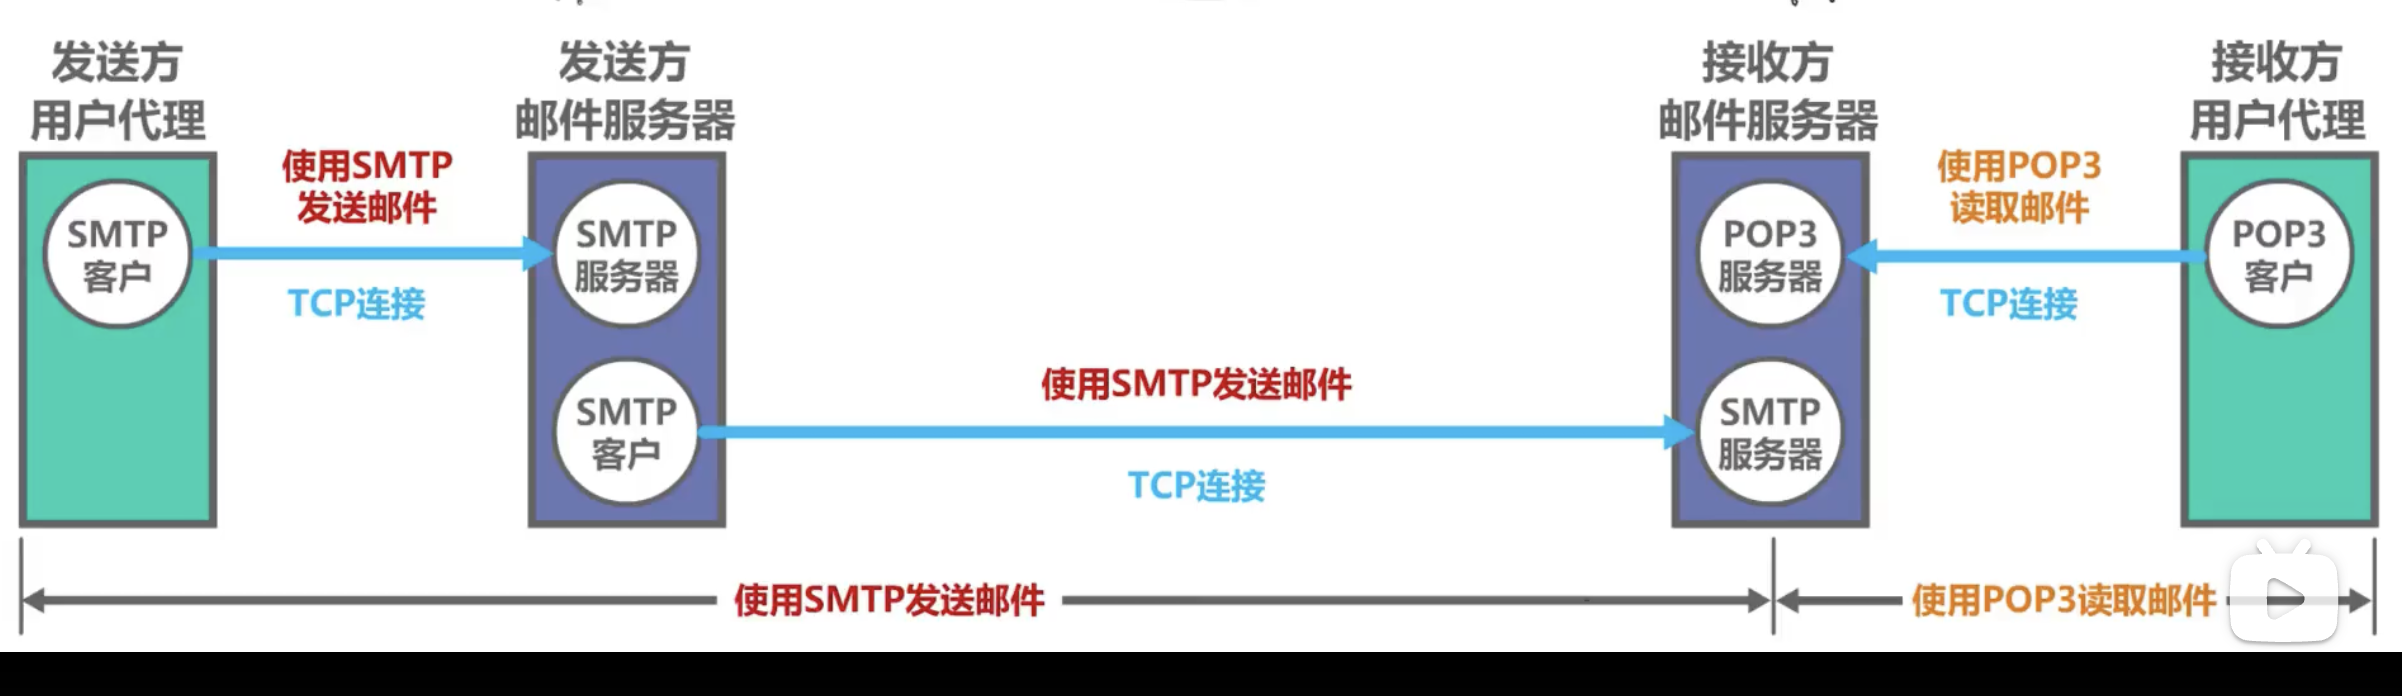 发送方
用户代理
发送方
邮件服务器
接收方
邮件服务器
接收方
用户代理
使用SMTP
发送邮件
使用POP3
读取邮件
SMTP
客户
SMTP
服务器
POP3
服务器
POP3
客户
TCP连接
TCP连接
使用SMTP发送邮件
SMTP
客户
SMTP
服务器
TCP连接
使用SMTP发送邮件
使用POP3读取邮件